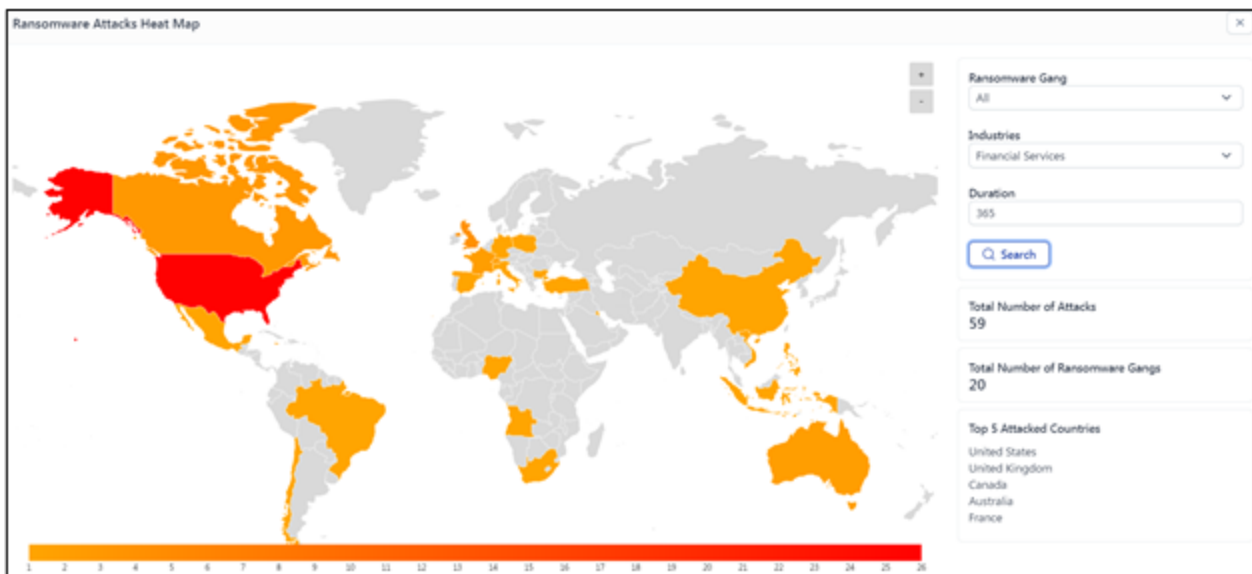 Ransomware Attacks Heat Map
×
+
-
Ransomware Gang
All
Industries
Financial Services
Duration
365
Search
Total Number of Attacks
59
Total Number of Ransomware Gangs
20
Top 5 Attacked Countries
United States
United Kingdom
Canada
Australia
France
1 2 3 4 5 6 7 8 9 10 11 12 13 14 15 16 17 18 19 20 21 22 23 24 25 26